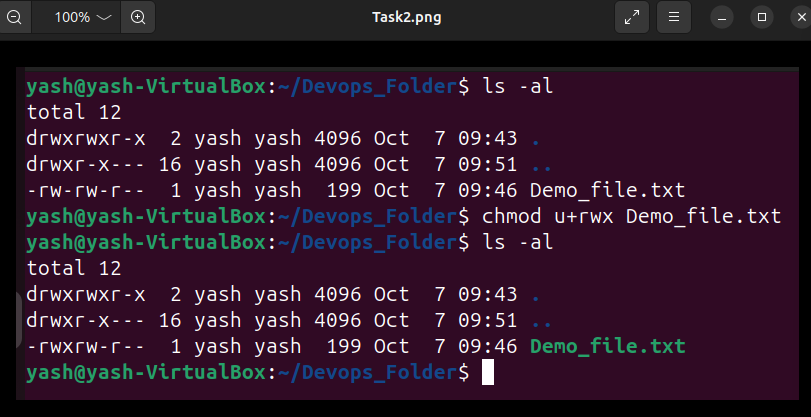 100%
Task2.png
yash@yash-VirtualBox:~/Devops_Folder$ ls -al
total 12
drwxrwxr-x  2 yash yash 4096 Oct  7 09:43 .
drwxr-x--- 16 yash yash 4096 Oct  7 09:51 ..
-rw-rw-r--  1 yash yash  199 Oct  7 09:46 Demo_file.txt
yash@yash-VirtualBox:~/Devops_Folder$ chmod u+rwx Demo_file.txt
yash@yash-VirtualBox:~/Devops_Folder$ ls -al
total 12
drwxrwxr-x  2 yash yash 4096 Oct  7 09:43 .
drwxr-x--- 16 yash yash 4096 Oct  7 09:51 ..
-rwxrw-r--  1 yash yash  199 Oct  7 09:46 Demo_file.txt
yash@yash-VirtualBox:~/Devops_Folder$